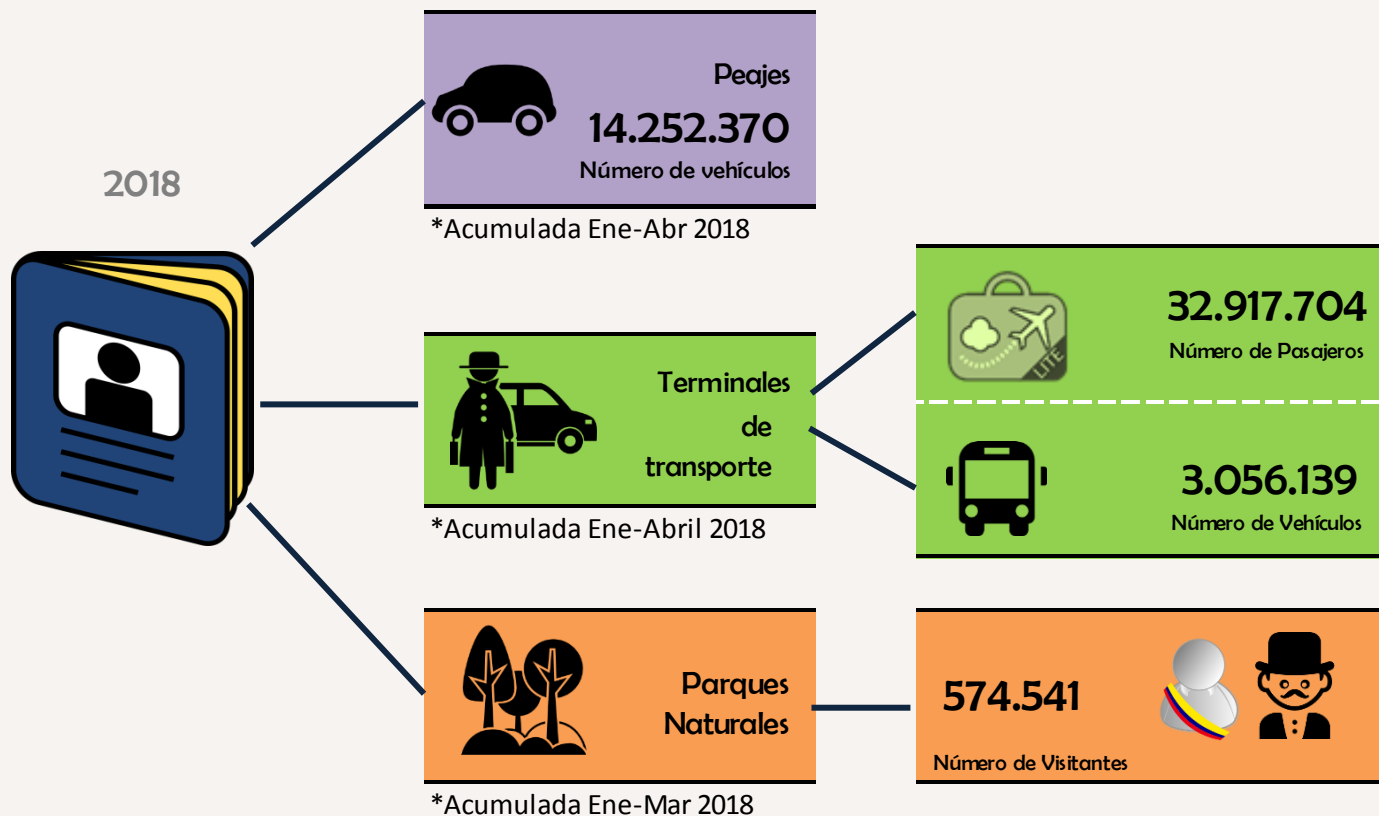 2018
Peajes
14.252.370
Número de vehículos
*Acumulada Ene-Abr 2018
Terminales
de
transporte
*Acumulada Ene-Abril 2018
LITE
32.917.704
Número de Pasajeros
3.056.139
Número de Vehículos
Parques
Naturales
*Acumulada Ene-Mar 2018
574.541
Número de Visitantes